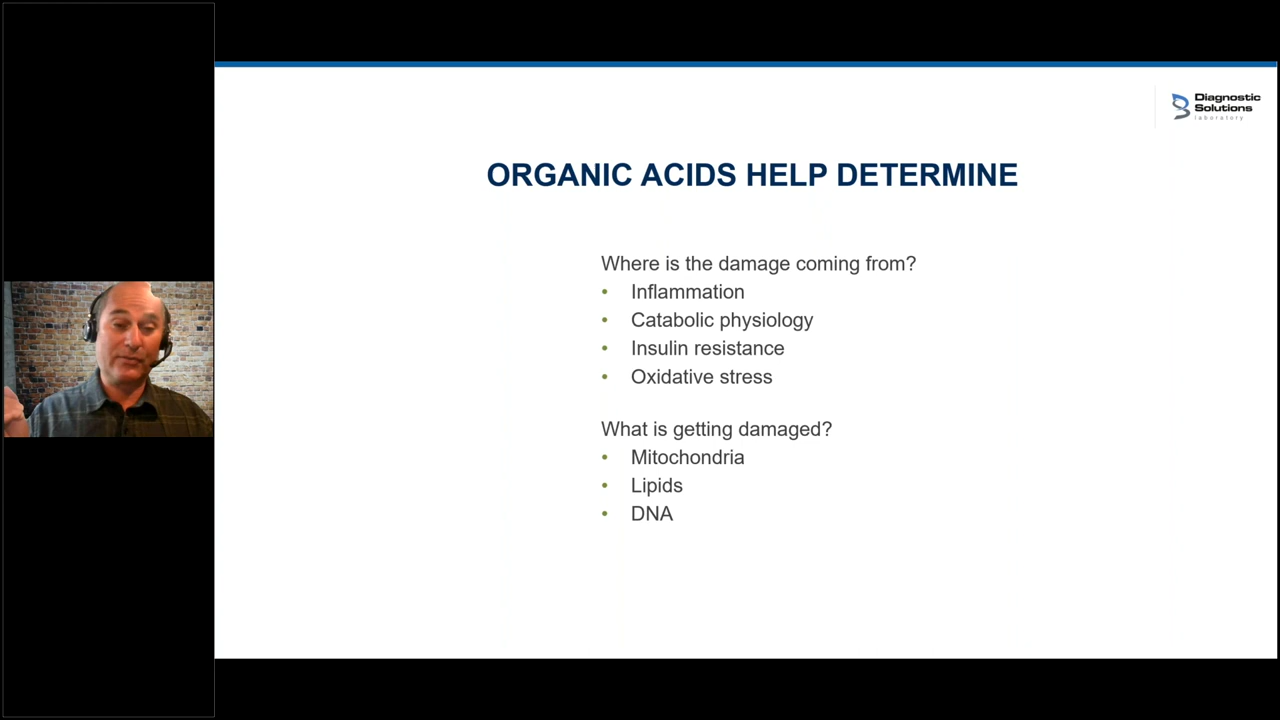 Diagnostic
Solutions
laboratory
ORGANIC ACIDS HELP DETERMINE
Where is the damage coming from?
• Inflammation
• Catabolic physiology
• Insulin resistance
• Oxidative stress
What is getting damaged?
• Mitochondria
• Lipids
• DNA